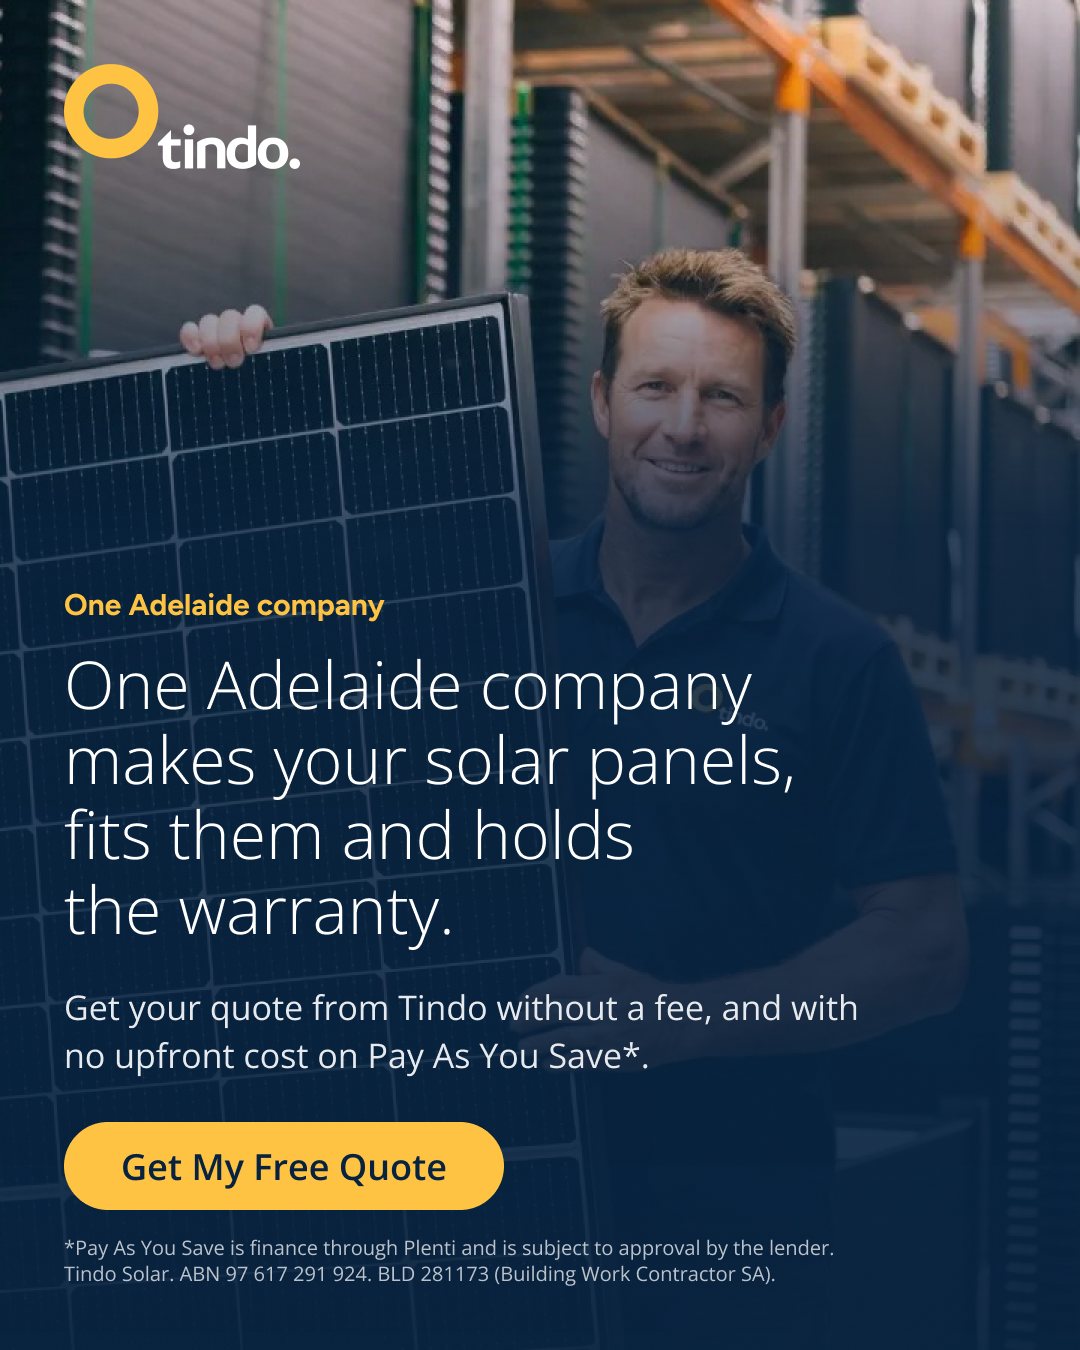 tindo.
One Adelaide company
One Adelaide company
makes your solar panels,
fits them and holds
the warranty.
Get your quote from Tindo without a fee, and with
no upfront cost on Pay As You Save*.
Get My Free Quote
*Pay As You Save is finance through Plenti and is subject to approval by the lender.
Tindo Solar. ABN 97 617 291 924. BLD 281173 (Building Work Contractor SA).